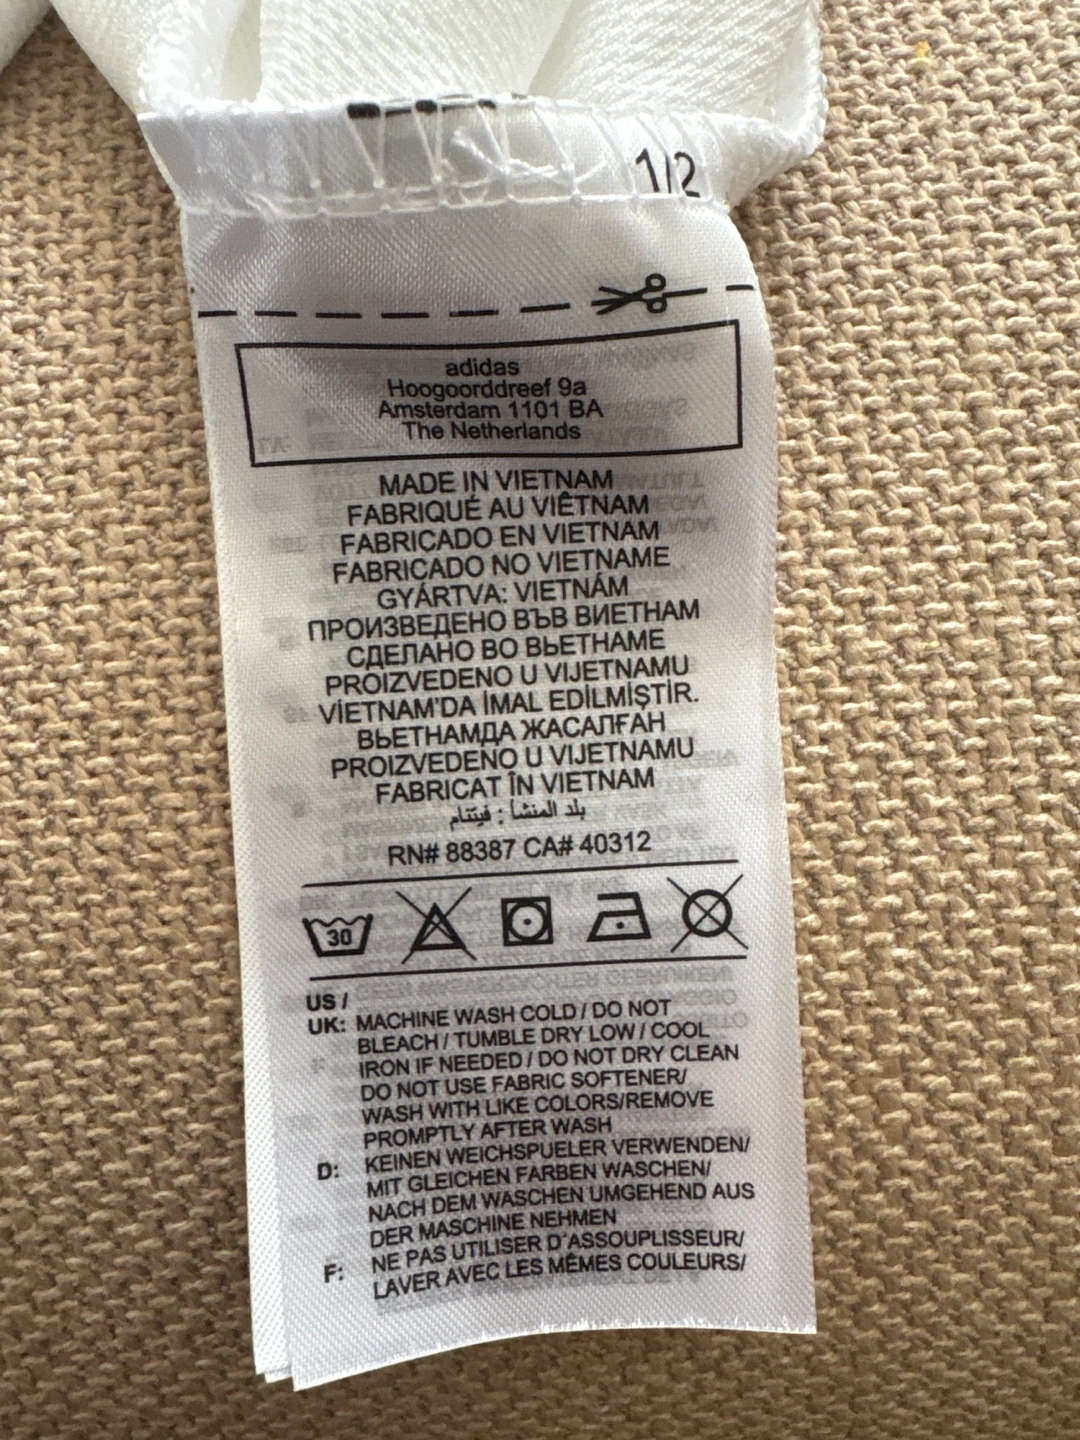 1/2
adidas
Hoogoorddreef 9a
Amsterdam 1101 BA
The Netherlands
MADE IN VIETNAM
FABRIQUÉ AU VIÊTNAM
FABRICADO EN VIETNAM
FABRICADO NO VIETNAME
GYÁRTVA: VIETNÁM
ПРОИЗВЕДЕНО ВЪВ ВИЕТНАМ
СДЕЛАНО ВО ВЬЕТНАМЕ
PROIZVEDENO U VIJETNAMU
VİETNAM'DA İMAL EDİLMİŞTİR.
ВЬЕТНАМДА ЖАСАЛҒАН
PROIZVEDENO U VIJETNAMU
FABRICAT ÎN VIETNAM
بلد المنشأ : فيتنام
RN# 88387 CA# 40312
30
US /
UK: MACHINE WASH COLD / DO NOT
BLEACH / TUMBLE DRY LOW / COOL
IRON IF NEEDED / DO NOT DRY CLEAN
DO NOT USE FABRIC SOFTENER/
WASH WITH LIKE COLORS/REMOVE
PROMPTLY AFTER WASH
D: KEINEN WEICHSPUELER VERWENDEN/
MIT GLEICHEN FARBEN WASCHEN/
NACH DEM WASCHEN UMGEHEND AUS
DER MASCHINE NEHMEN
F: NE PAS UTILISER D´ASSOUPLISSEUR/
LAVER AVEC LES MÊMES COULEURS/